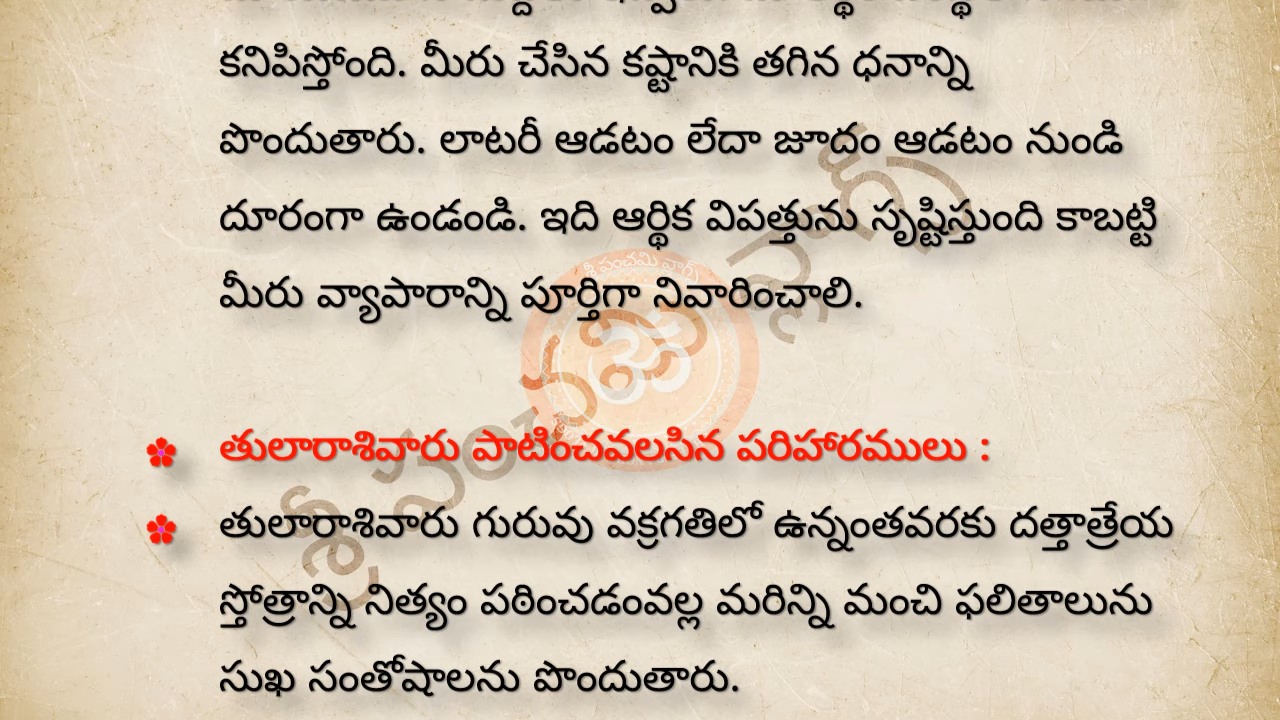 కనిపిస్తోంది. మీరు చేసిన కష్టానికి తగిన ధనాన్ని
పొందుతారు. లాటరీ ఆడటం లేదా జూదం ఆడటం నుండి
దూరంగా ఉండండి. ఇది ఆర్థిక విపత్తును సృష్టిస్తుంది కాబట్టి
మీరు వ్యాపారాన్ని పూర్తిగా నివారించాలి.
శ్రీ పంచమి వ్లాగ్స్
తులారాశివారు పాటించవలసిన పరిహారములు :
తులారాశివారు గురువు వక్రగతిలో ఉన్నంతవరకు దత్తాత్రేయ
స్తోత్రాన్ని నిత్యం పఠించడంవల్ల మరిన్ని మంచి ఫలితాలును
సుఖ సంతోషాలను పొందుతారు.